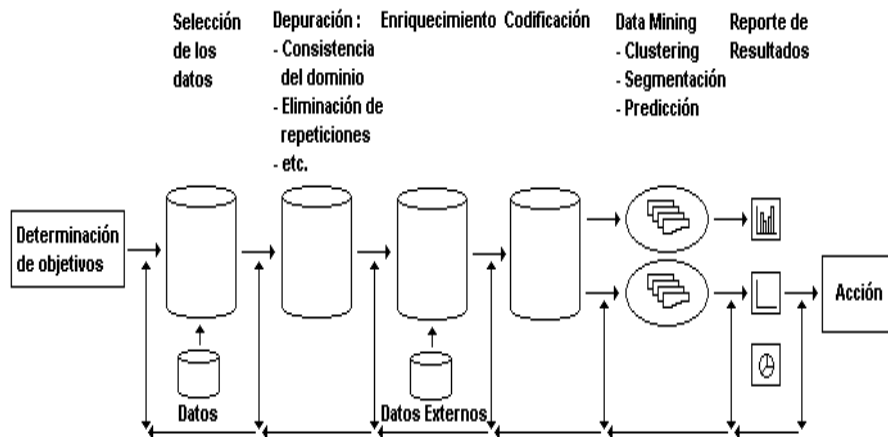 Selección
de los
datos
Depuración :
- Consistencia
del dominio
- Eliminación de
repeticiones
- etc.
Enriquecimiento
Codificación
Data Mining
- Clustering
- Segmentación
- Predicción
Reporte de
Resultados
Determinación
de objetivos
Acción
Datos
Datos Externos